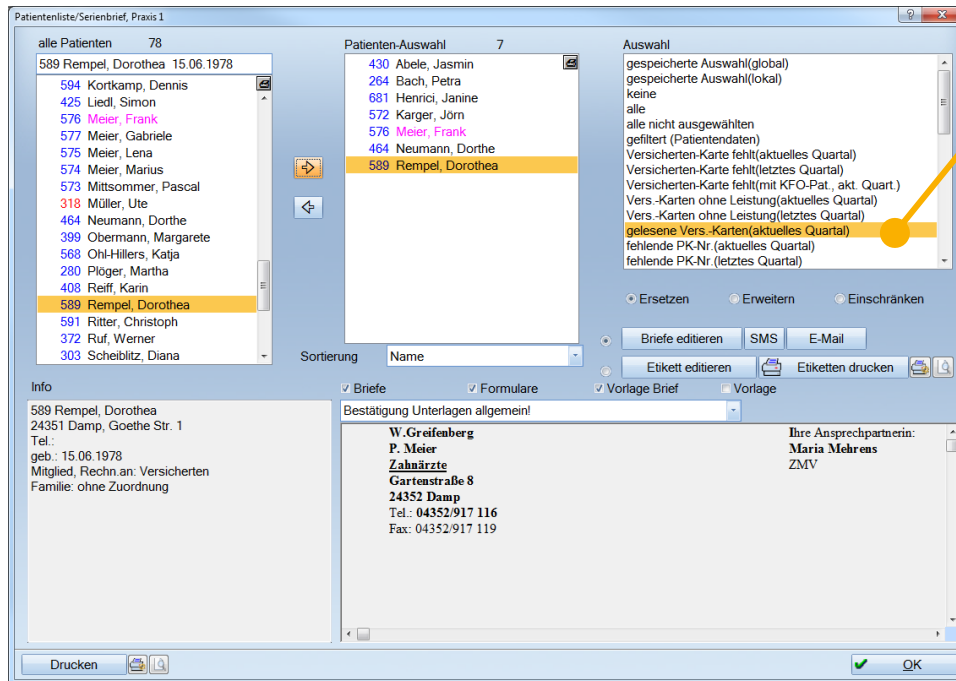 Patientenliste/Serienbrief, Praxis 1
alle Patienten 78
589 Rempel, Dorothea 15.06.1978
594 Kortkamp, Dennis
425 Liedl, Simon
576 Meier, Frank
577 Meier, Gabriele
575 Meier, Lena
574 Meier, Marius
573 Mittsommer, Pascal
318 Müller, Ute
464 Neumann, Dorthe
399 Obermann, Margarete
568 Ohl-Hillers, Katja
280 Plöger, Martha
408 Reiff, Karin
589 Rempel, Dorothea
591 Ritter, Christoph
372 Ruf, Werner
303 Scheiblitz, Diana
Patienten-Auswahl 7
430 Abele, Jasmin
264 Bach, Petra
681 Henrici, Janine
572 Karger, Jörn
576 Meier, Frank
464 Neumann, Dorthe
589 Rempel, Dorothea
Sortierung Name
Auswahl
gespeicherte Auswahl(global)
gespeicherte Auswahl(lokal)
keine
alle
alle nicht ausgewählten
gefiltert (Patientendaten)
Versicherten-Karte fehlt(aktuelles Quartal)
Versicherten-Karte fehlt(letztes Quartal)
Versicherten-Karte fehlt(mit KFO-Pat., akt. Quart.)
Vers.-Karten ohne Leistung(aktuelles Quartal)
Vers.-Karten ohne Leistung(letztes Quartal)
gelesene Vers.-Karten(aktuelles Quartal)
fehlende PK-Nr.(aktuelles Quartal)
fehlende PK-Nr.(letztes Quartal)
Ersetzen Erweitern Einschränken
Briefe editieren SMS E-Mail
Etikett editieren Etiketten drucken
Info
589 Rempel, Dorothea
24351 Damp, Goethe Str. 1
Tel.:
geb.: 15.06.1978
Mitglied, Rechn.an: Versicherten
Familie: ohne Zuordnung
Briefe Formulare Vorlage Brief Vorlage
Bestätigung Unterlagen allgemein!
W.Greifenberg
P. Meier
Zahnärzte
Gartenstraße 8
24352 Damp
Tel.: 04352/917 116
Fax: 04352/917 119
Ihre Ansprechpartnerin:
Maria Mehrens
ZMV
Drucken OK